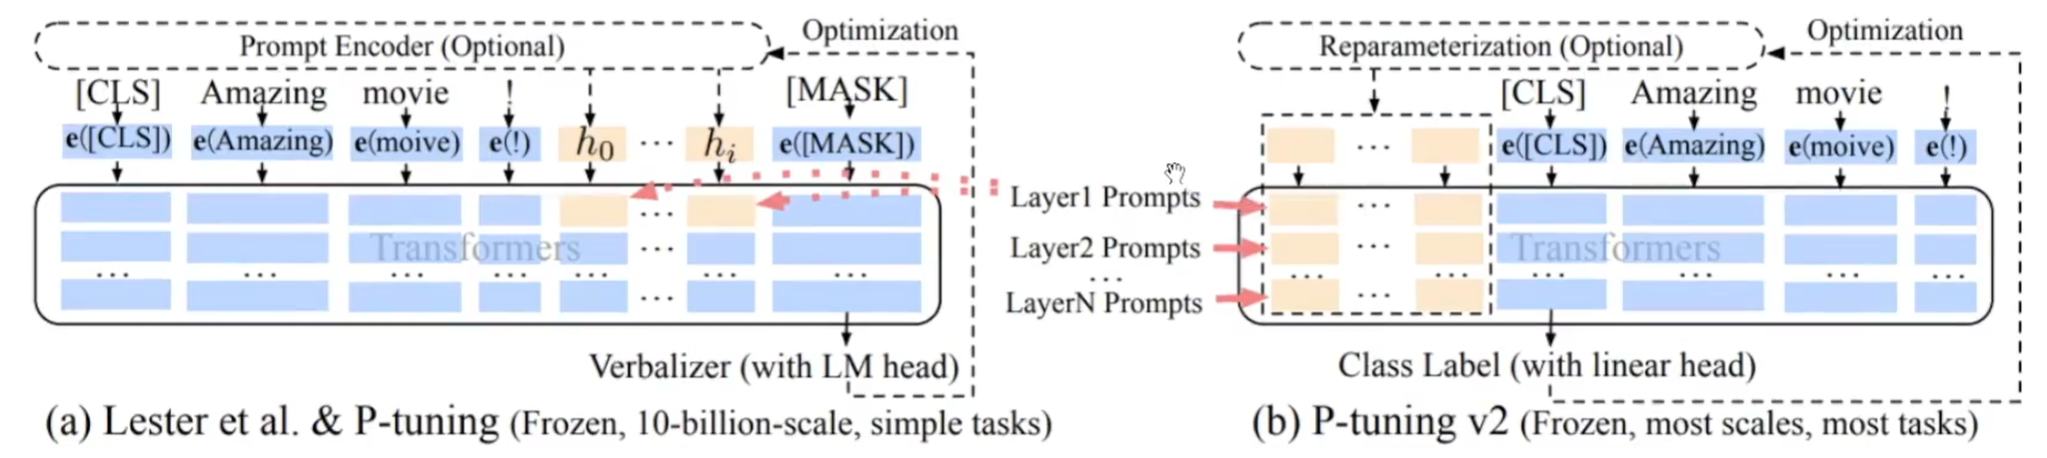 Prompt Encoder (Optional)
Optimization
[CLS] Amazing movie ! [MASK]
e([CLS]) e(Amazing) e(moive) e(!) h0 ... hi e([MASK])
...
...
Transformers
...
... ... ... ... ... ... ...
...
Verbalizer (with LM head)
(a) Lester et al. & P-tuning (Frozen, 10-billion-scale, simple tasks)
Layer1 Prompts
Layer2 Prompts
...
LayerN Prompts
Reparameterization (Optional)
Optimization
[CLS] Amazing movie !
... e([CLS]) e(Amazing) e(moive) e(!)
...
... Transformers
... ... ... ... ... ...
...
Class Label (with linear head)
(b) P-tuning v2 (Frozen, most scales, most tasks)